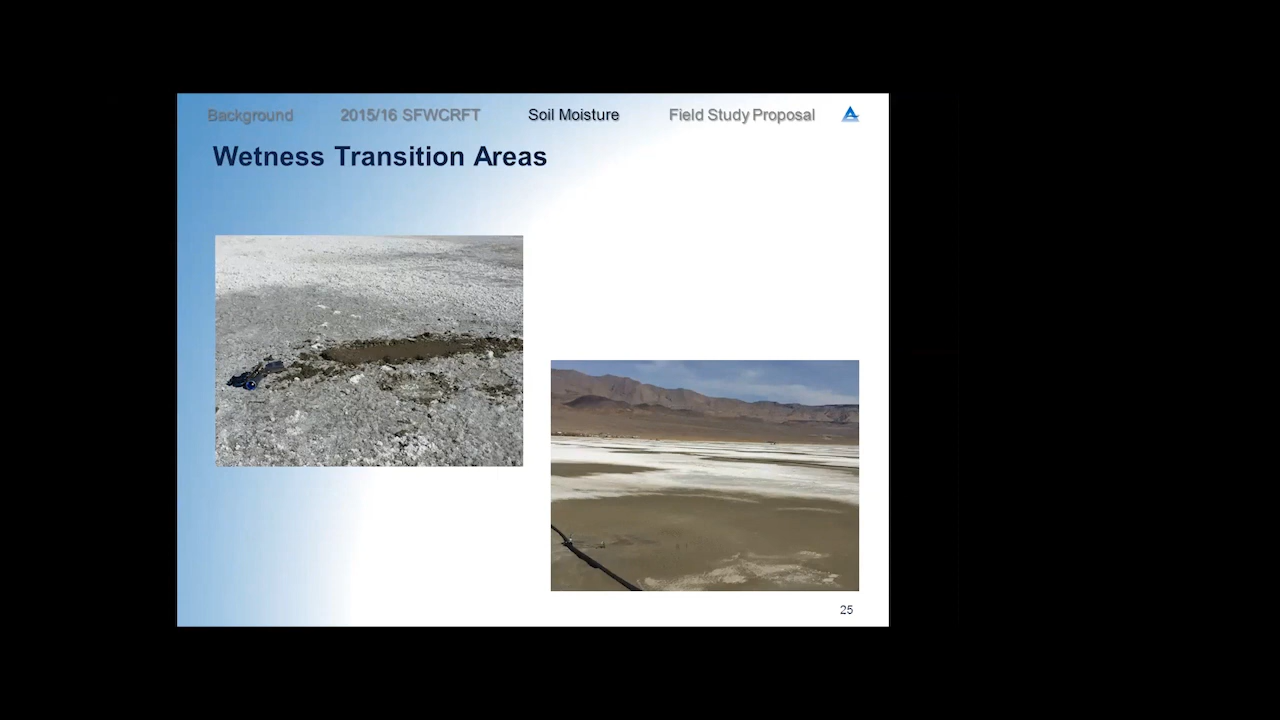 Background 2015/16 SFWCRFT Soil Moisture Field Study Proposal
Wetness Transition Areas
25